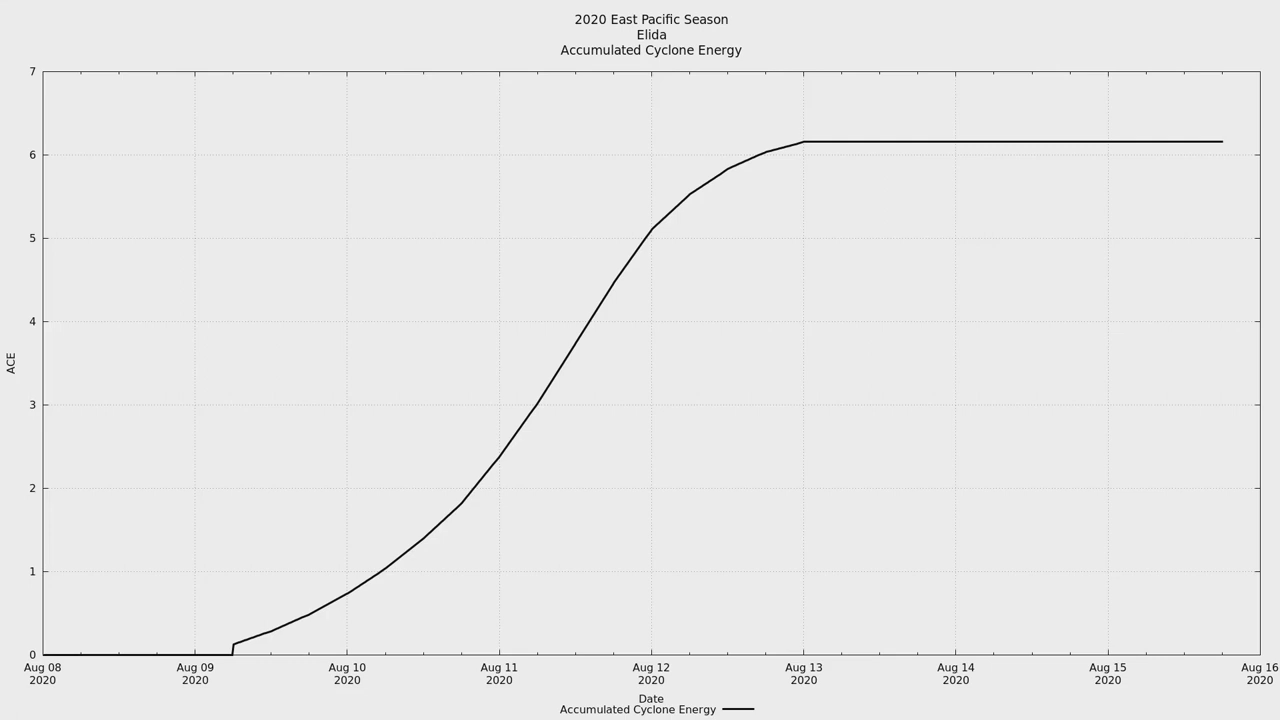 2020 East Pacific Season
Elida
Accumulated Cyclone Energy
7
6
5
4
3
2
1
0
ACE
Aug 08 Aug 09 Aug 10 Aug 11 Aug 12 Aug 13 Aug 14 Aug 15 Aug 16
2020 2020 2020 2020 2020 2020 2020 2020 2020
Date
Accumulated Cyclone Energy